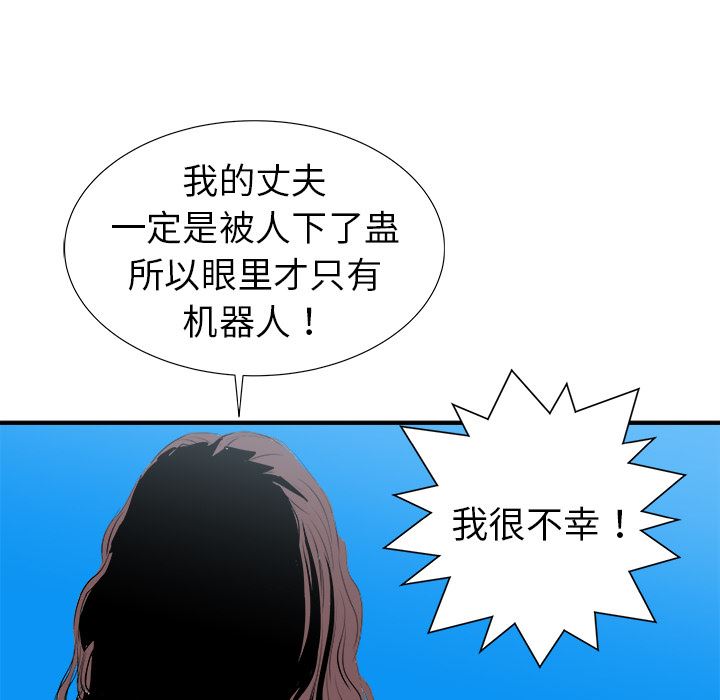 我的丈夫
一定是被人下了蛊
所以眼里才只有
机器人！
我很不幸！